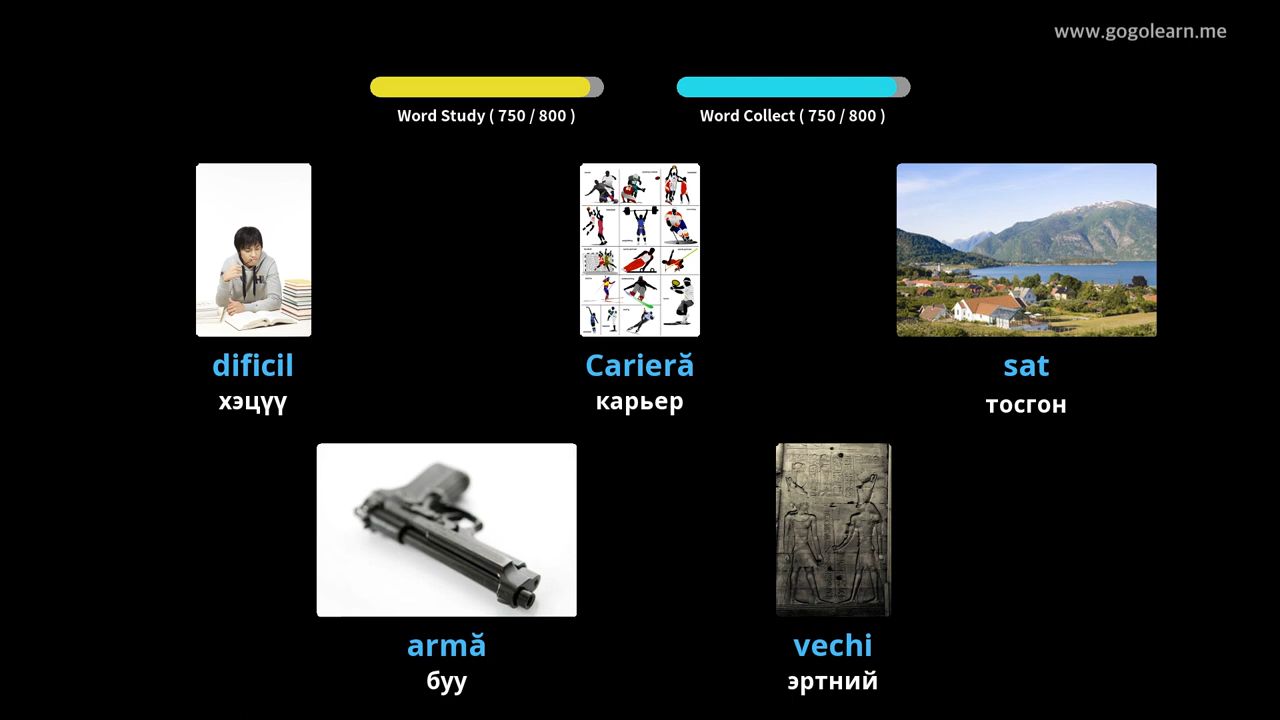 www.gogolearn.me
Word Study ( 750 / 800 )
Word Collect ( 750 / 800 )
dificil
хэцүү
Carieră
карьер
sat
тосгон
armă
буу
vechi
эртний